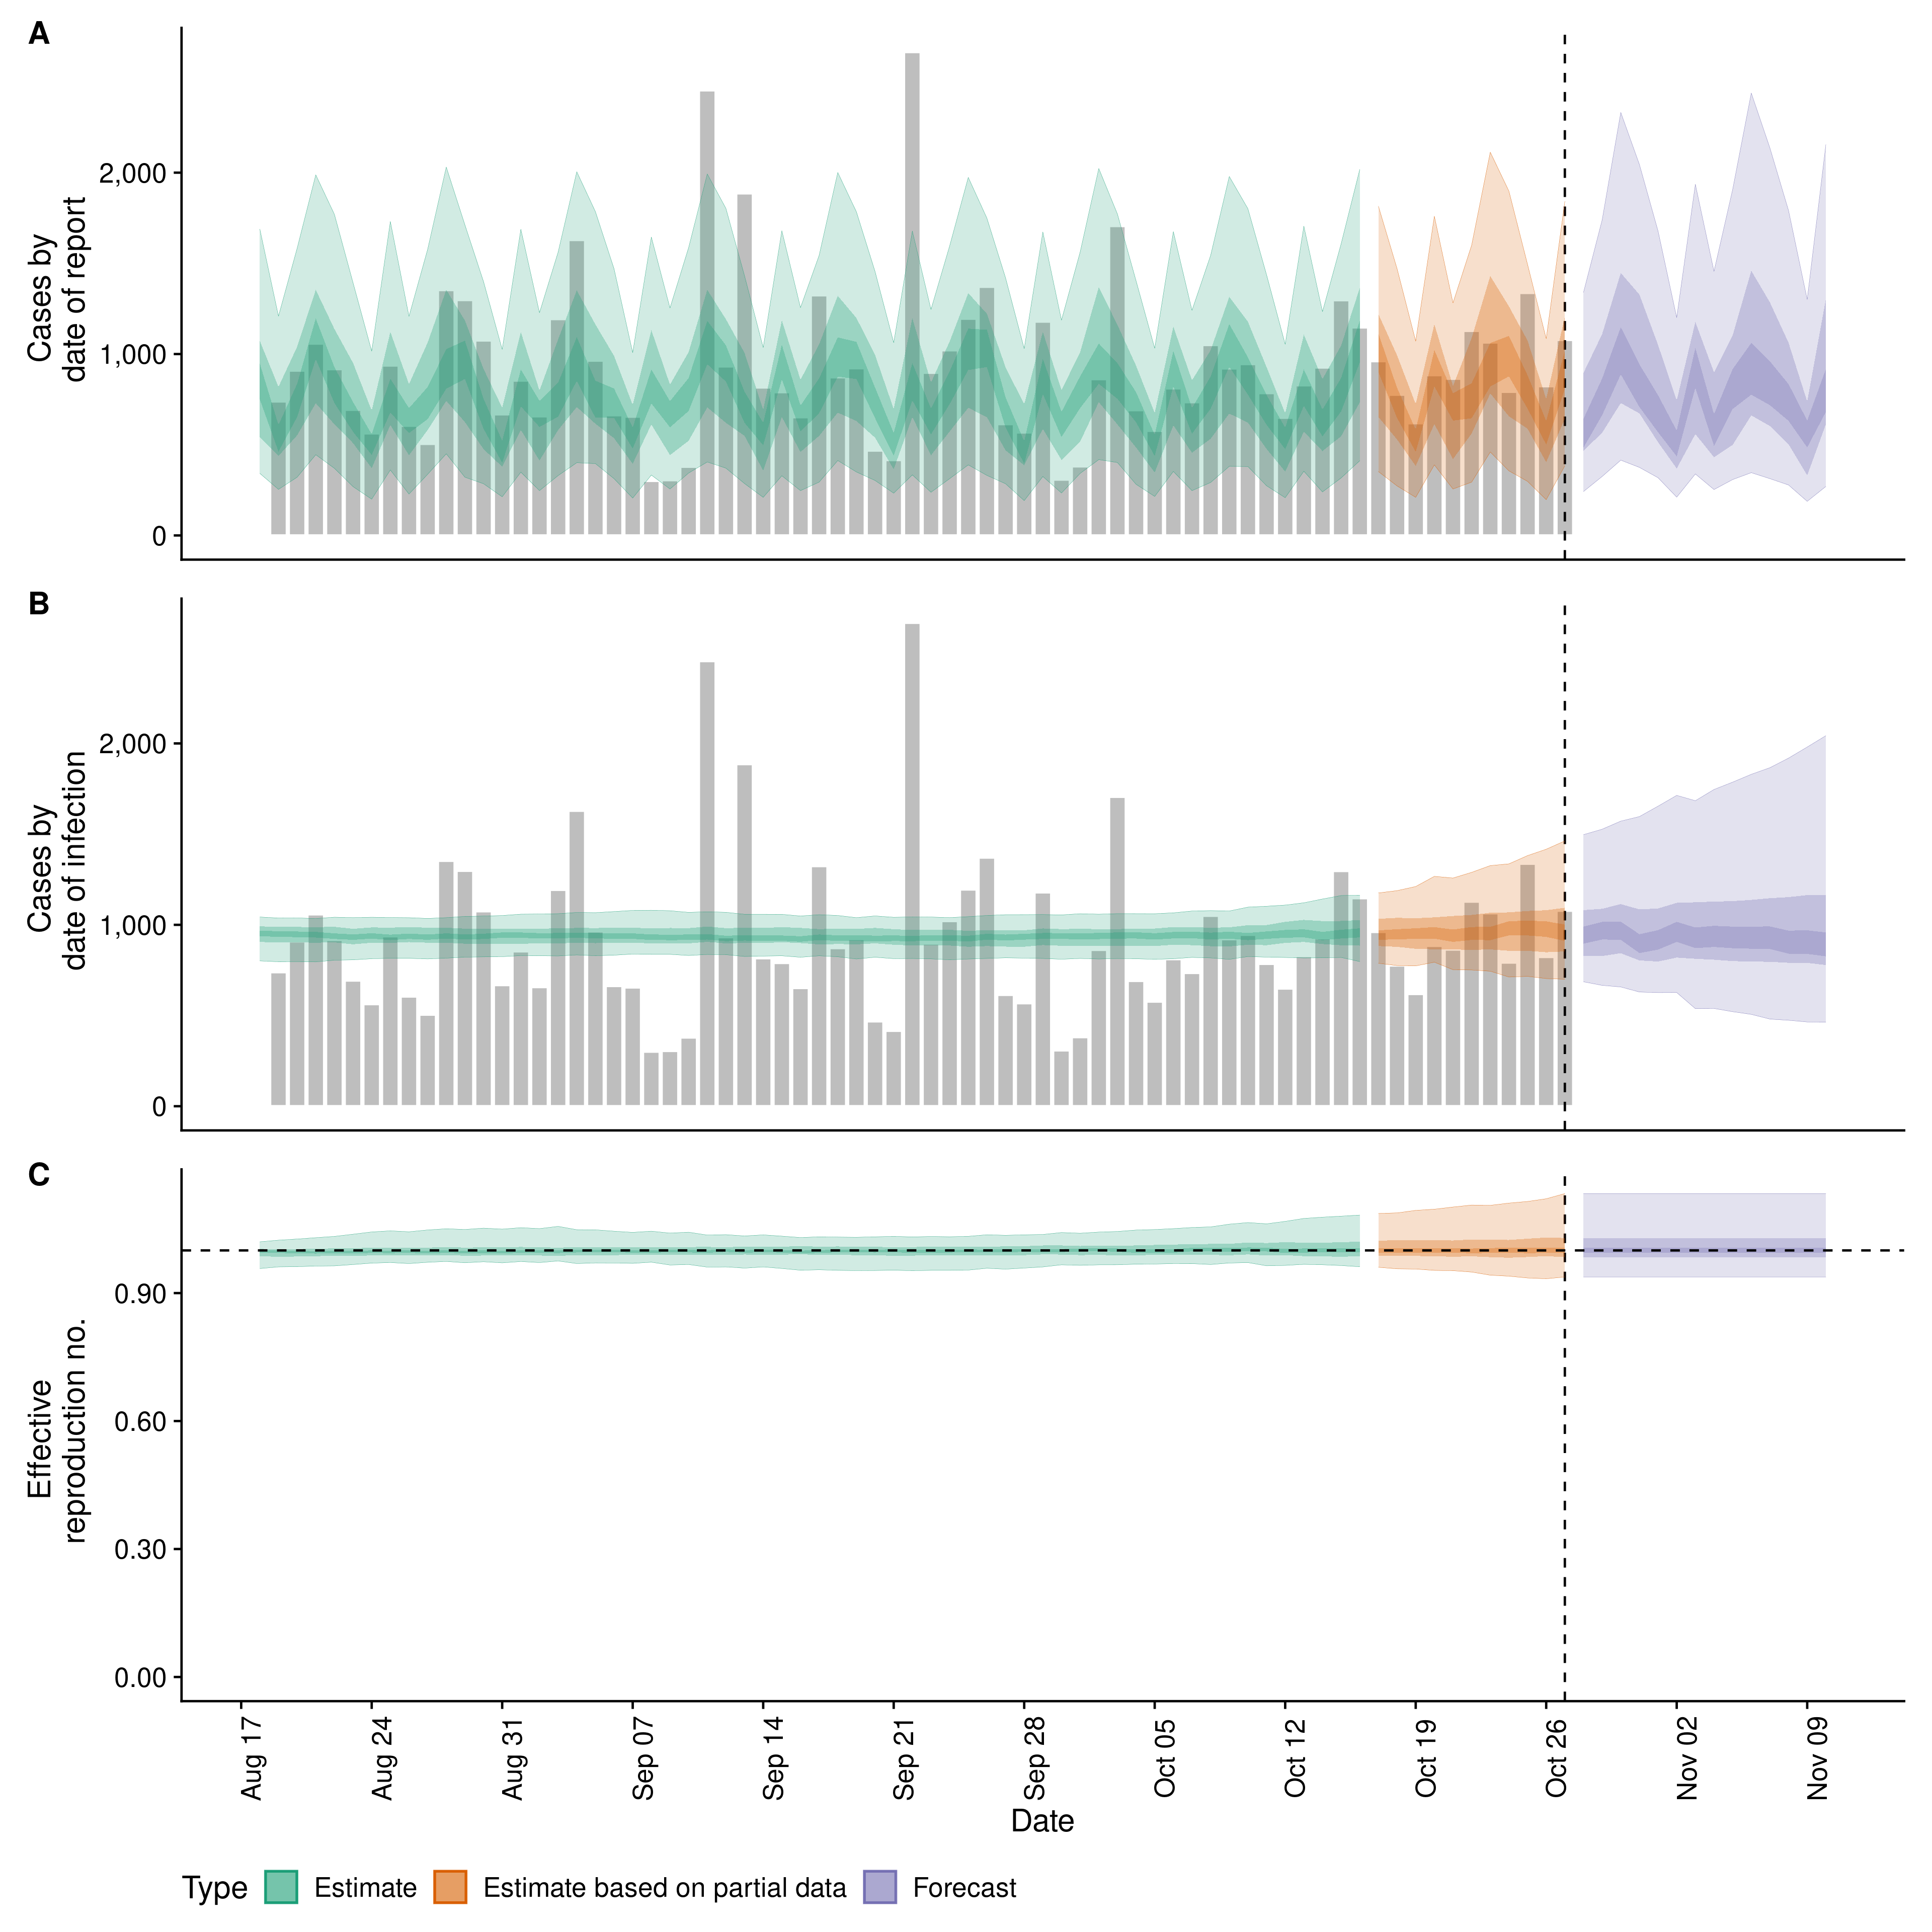 A
Cases by
date of report
2,000
1,000
0
B
Cases by
date of infection
2,000
1,000
0
C
Effective
reproduction no.
0.90
0.60
0.30
0.00
Aug 17
Aug 24
Aug 31
Sep 07
Sep 14
Sep 21
Sep 28
Oct 05
Oct 12
Oct 19
Oct 26
Nov 02
Nov 09
Date
Type Estimate Estimate based on partial data Forecast